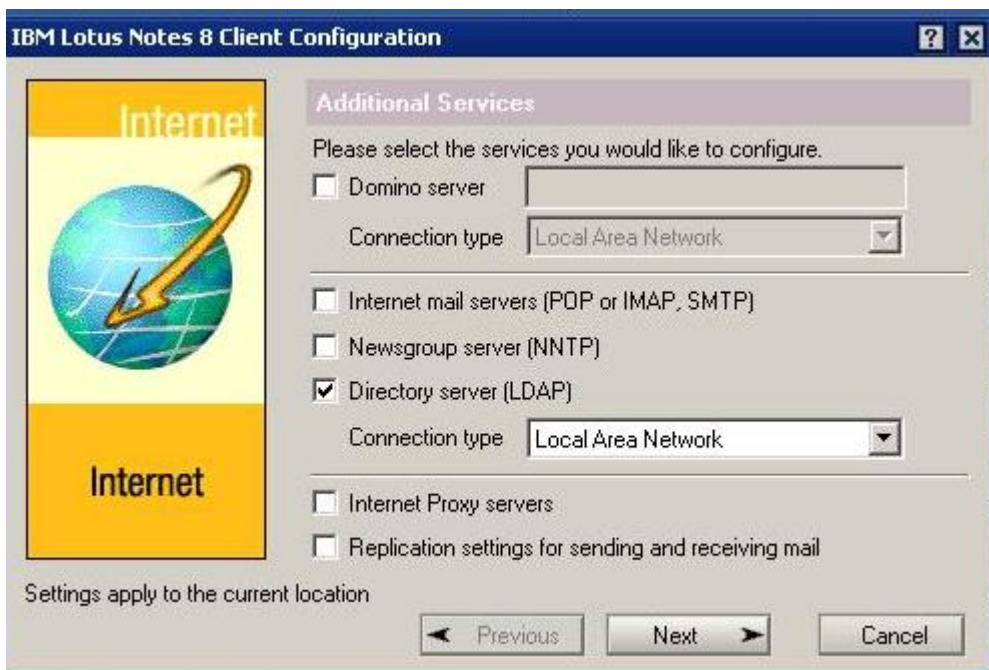 IBM Lotus Notes 8 Client Configuration
Internet
Internet
Additional Services
Please select the services you would like to configure.
Domino server
Connection type Local Area Network
Internet mail servers (POP or IMAP, SMTP)
Newsgroup server (NNTP)
Directory server (LDAP)
Connection type Local Area Network
Internet Proxy servers
Replication settings for sending and receiving mail
Settings apply to the current location
Previous Next Cancel